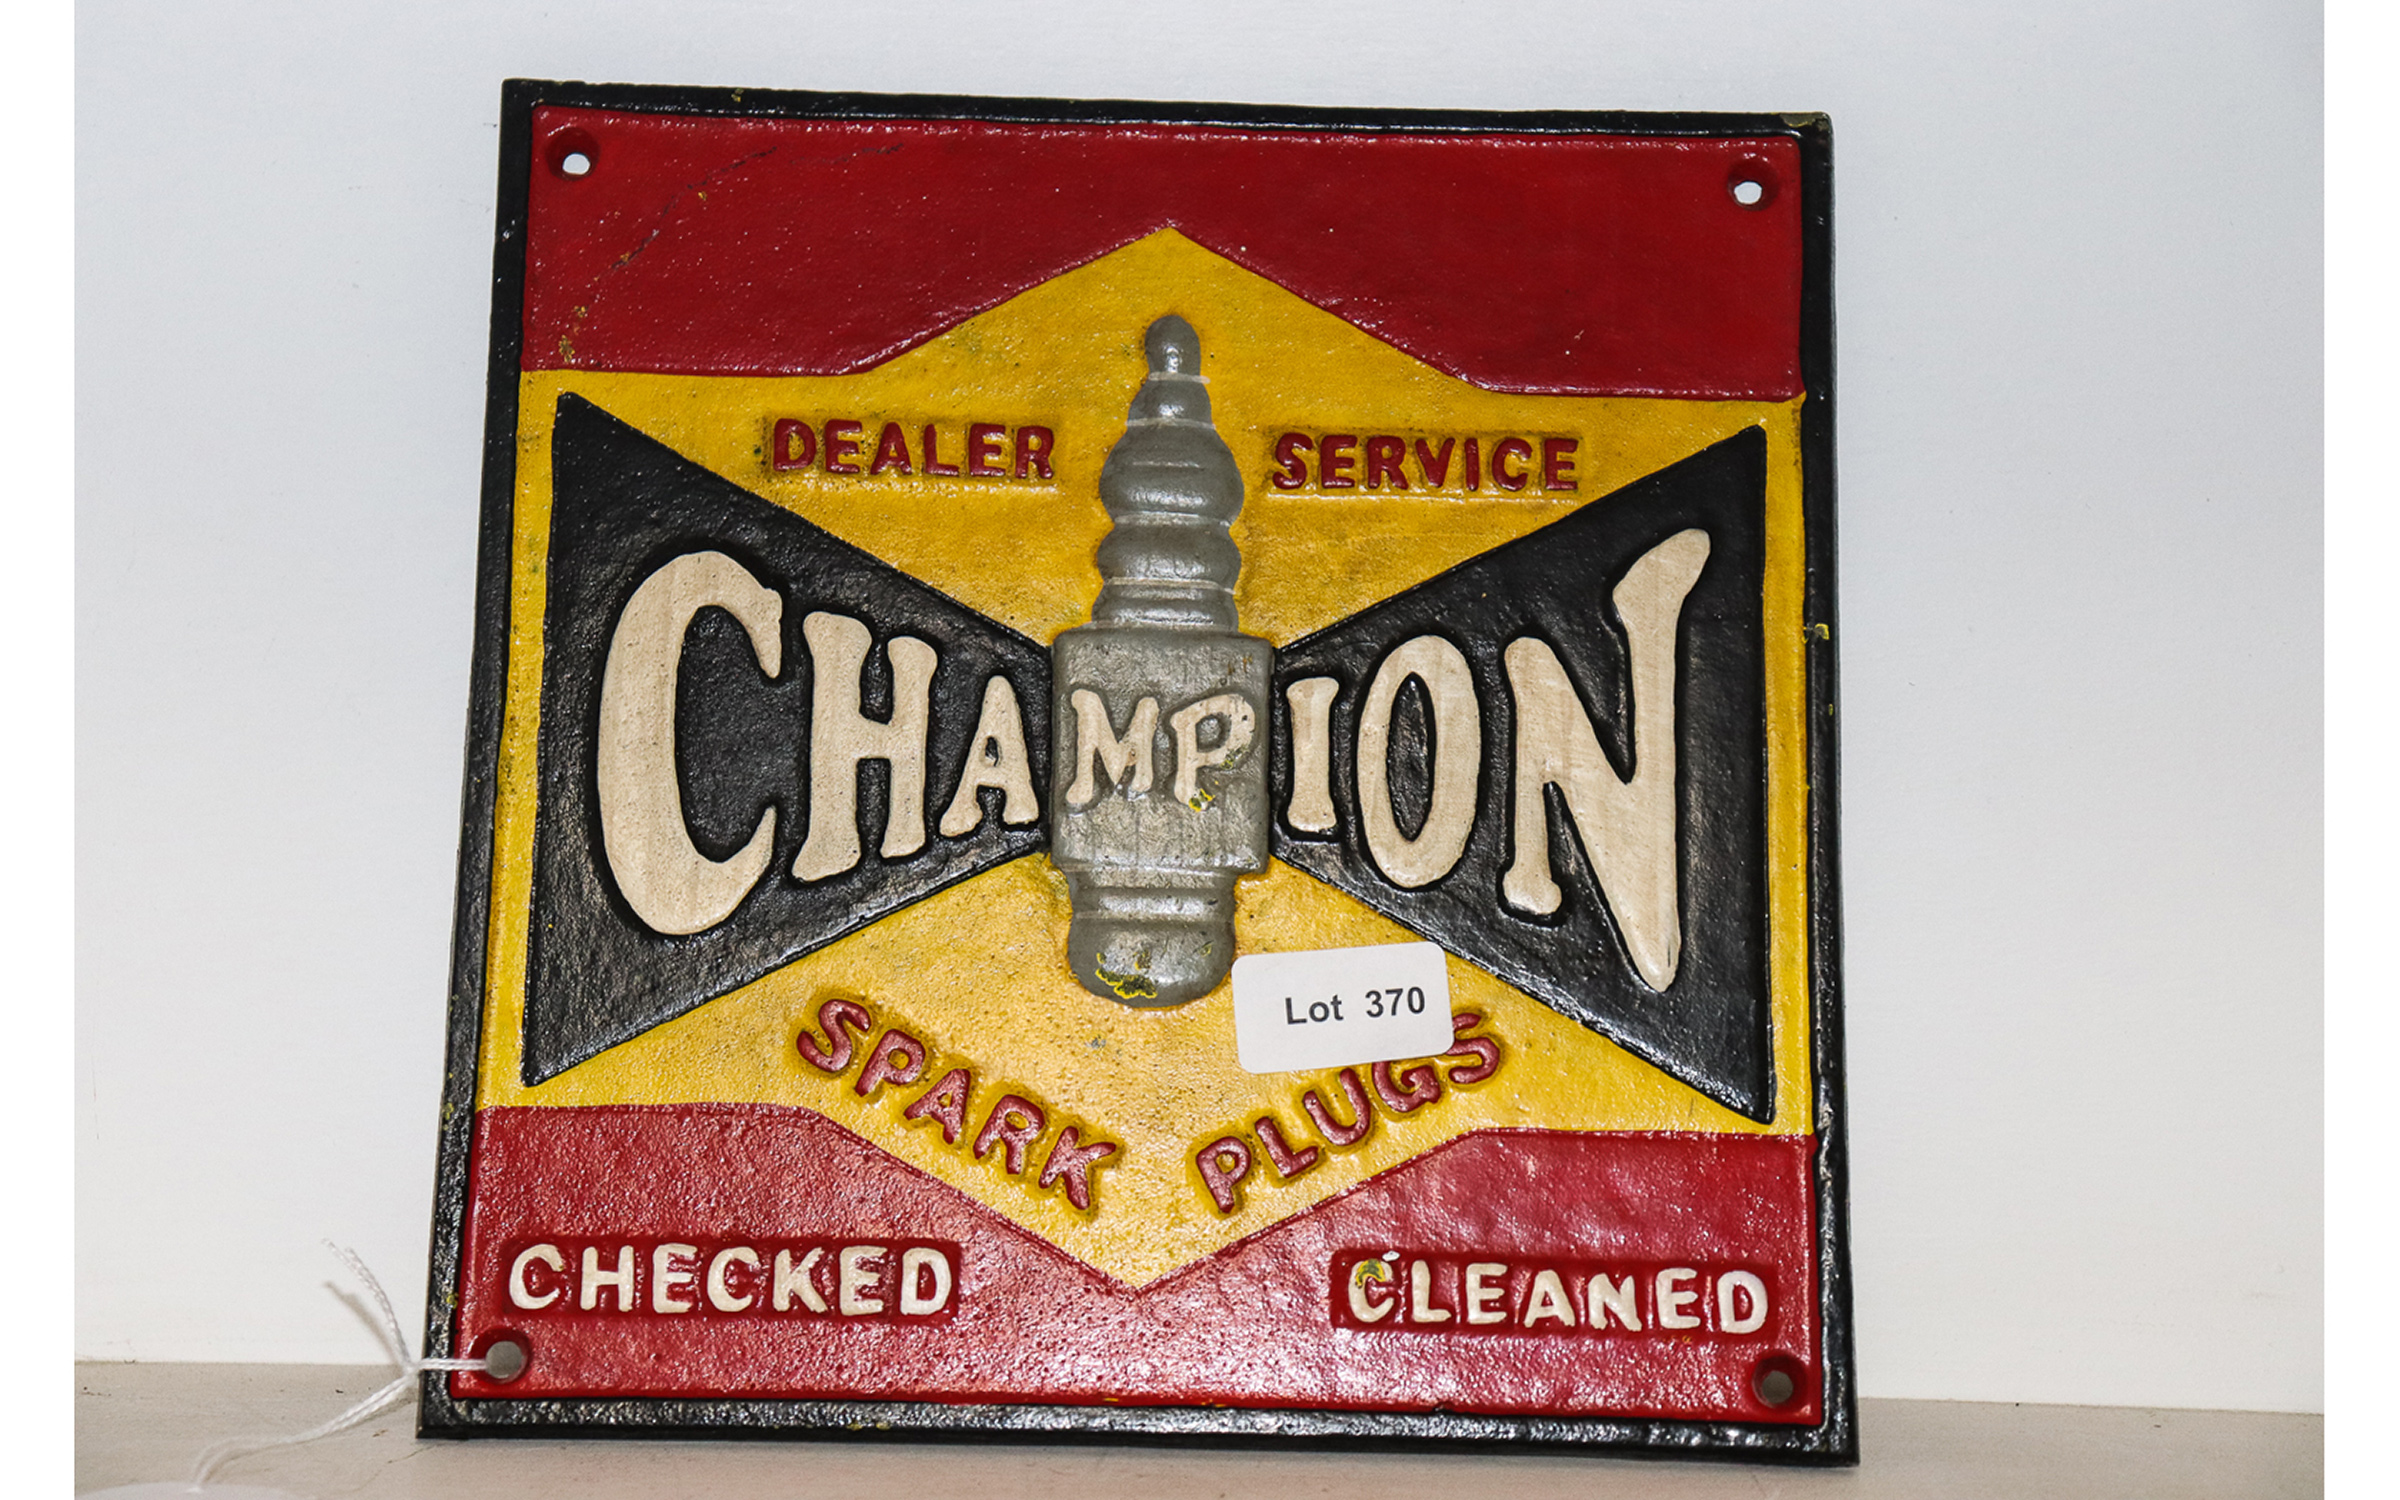 DEALER SERVICE
CHAMPION
Lot 370
SPARK PLUGS
CHECKED CLEANED